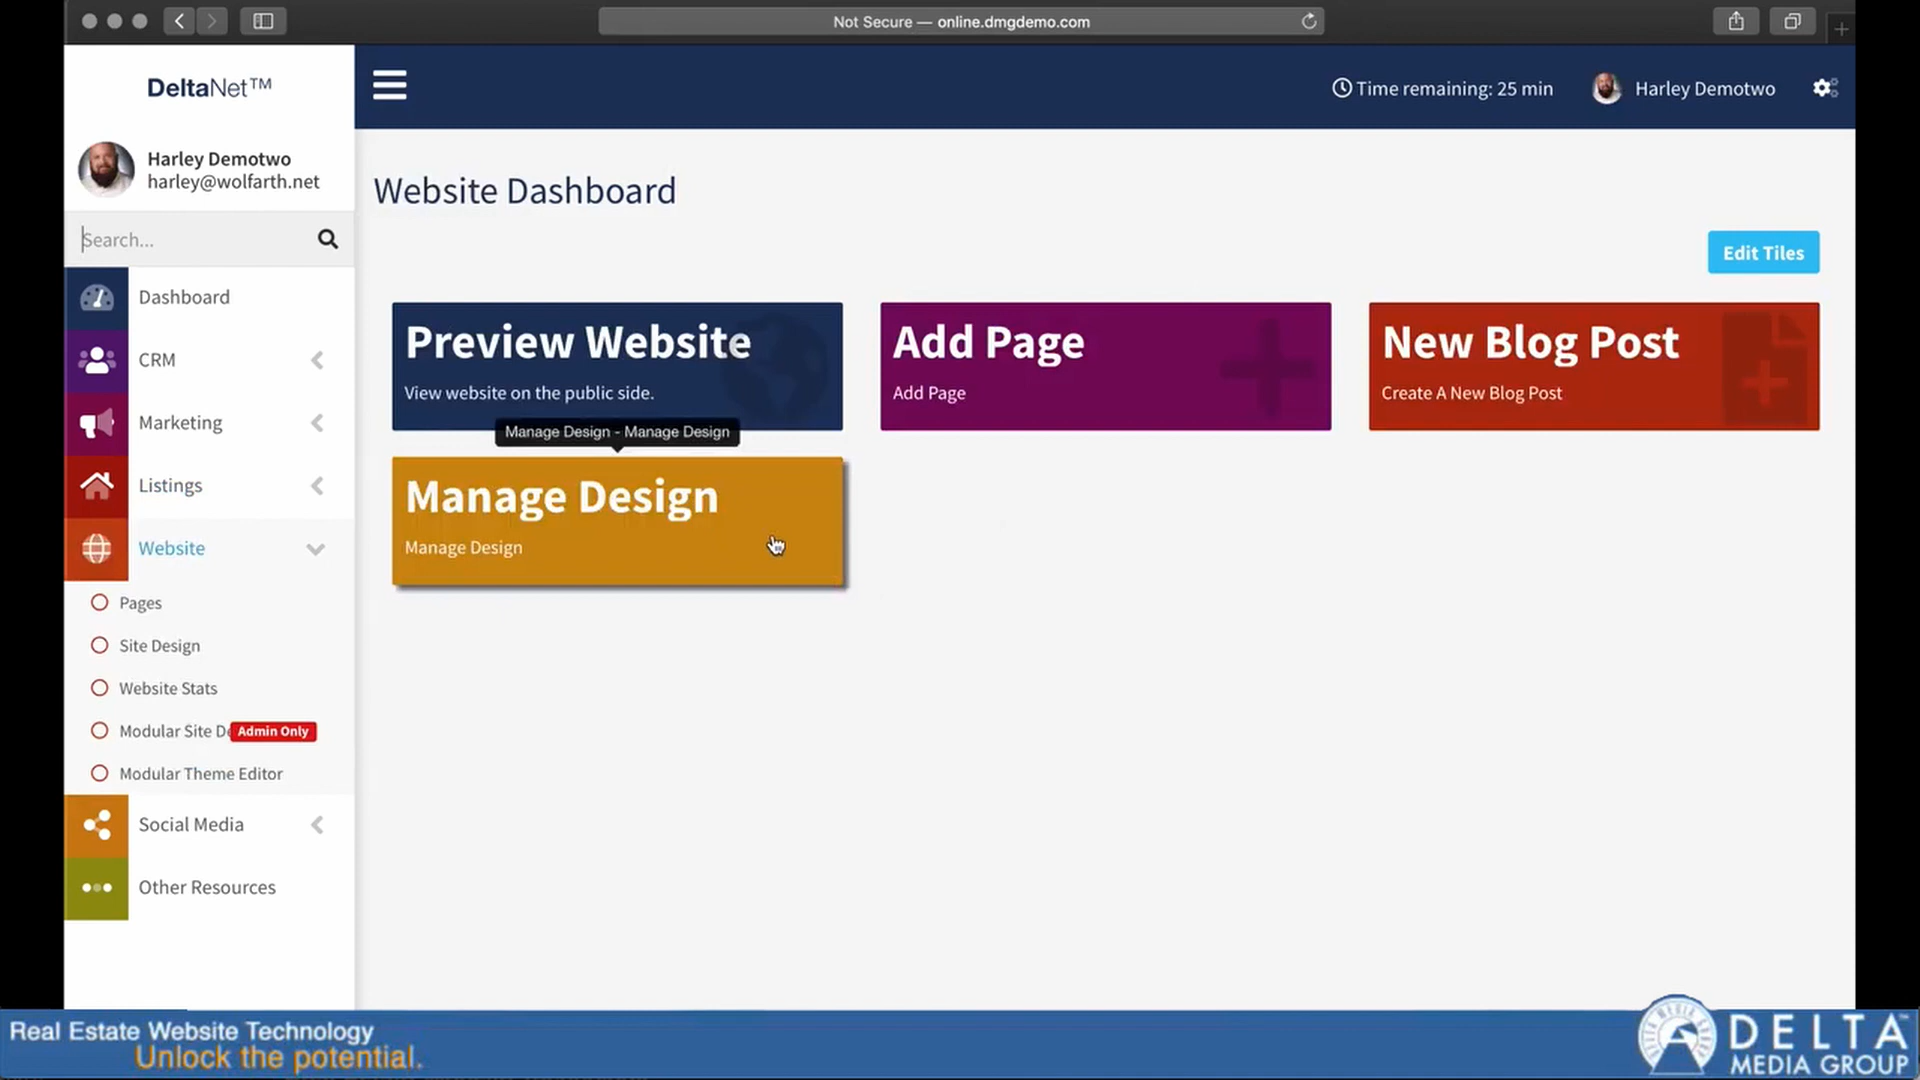 Not Secure — online.dmgdemo.com
DeltaNet™
Time remaining: 25 min
Harley Demotwo
Harley Demotwo
harley@wolfarth.net
Search...
Dashboard
CRM
Marketing
Listings
Website
Pages
Site Design
Website Stats
Modular Site De
Admin Only
Modular Theme Editor
Social Media
Other Resources
Website Dashboard
Edit Tiles
Preview Website
View website on the public side.
Add Page
Add Page
New Blog Post
Create A New Blog Post
Manage Design - Manage Design
Manage Design
Manage Design
Real Estate Website Technology
Unlock the potential.
DELTA
MEDIA GROUP